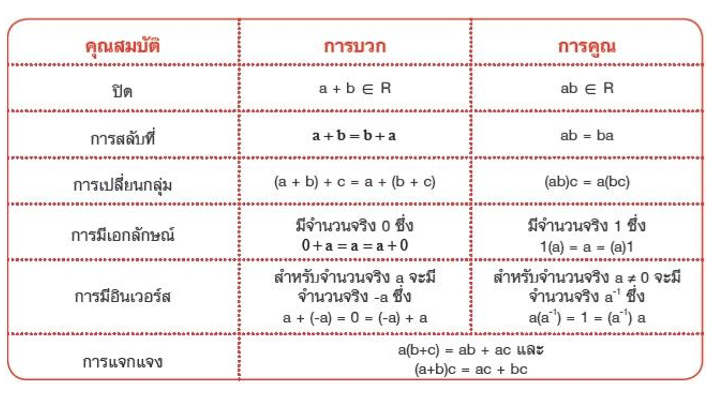 คุณสมบัติ การบวก การคูณ
ปิด a + b ∈ R ab ∈ R
การสลับที่ a + b = b + a ab = ba
การเปลี่ยนกลุ่ม (a + b) + c = a + (b + c) (ab)c = a(bc)
การมีเอกลักษณ์
มีจำนวนจริง 0 ซึ่ง
0 + a = a = a + 0
มีจำนวนจริง 1 ซึ่ง
1(a) = a = (a)1
การมีอินเวอร์ส
สำหรับจำนวนจริง a จะมี
จำนวนจริง -a ซึ่ง
a + (-a) = 0 = (-a) + a
สำหรับจำนวนจริง a ≠ 0 จะมี
จำนวนจริง a⁻¹ ซึ่ง
a(a⁻¹) = 1 = (a⁻¹) a
การแจกแจง
a(b+c) = ab + ac และ
(a+b)c = ac + bc